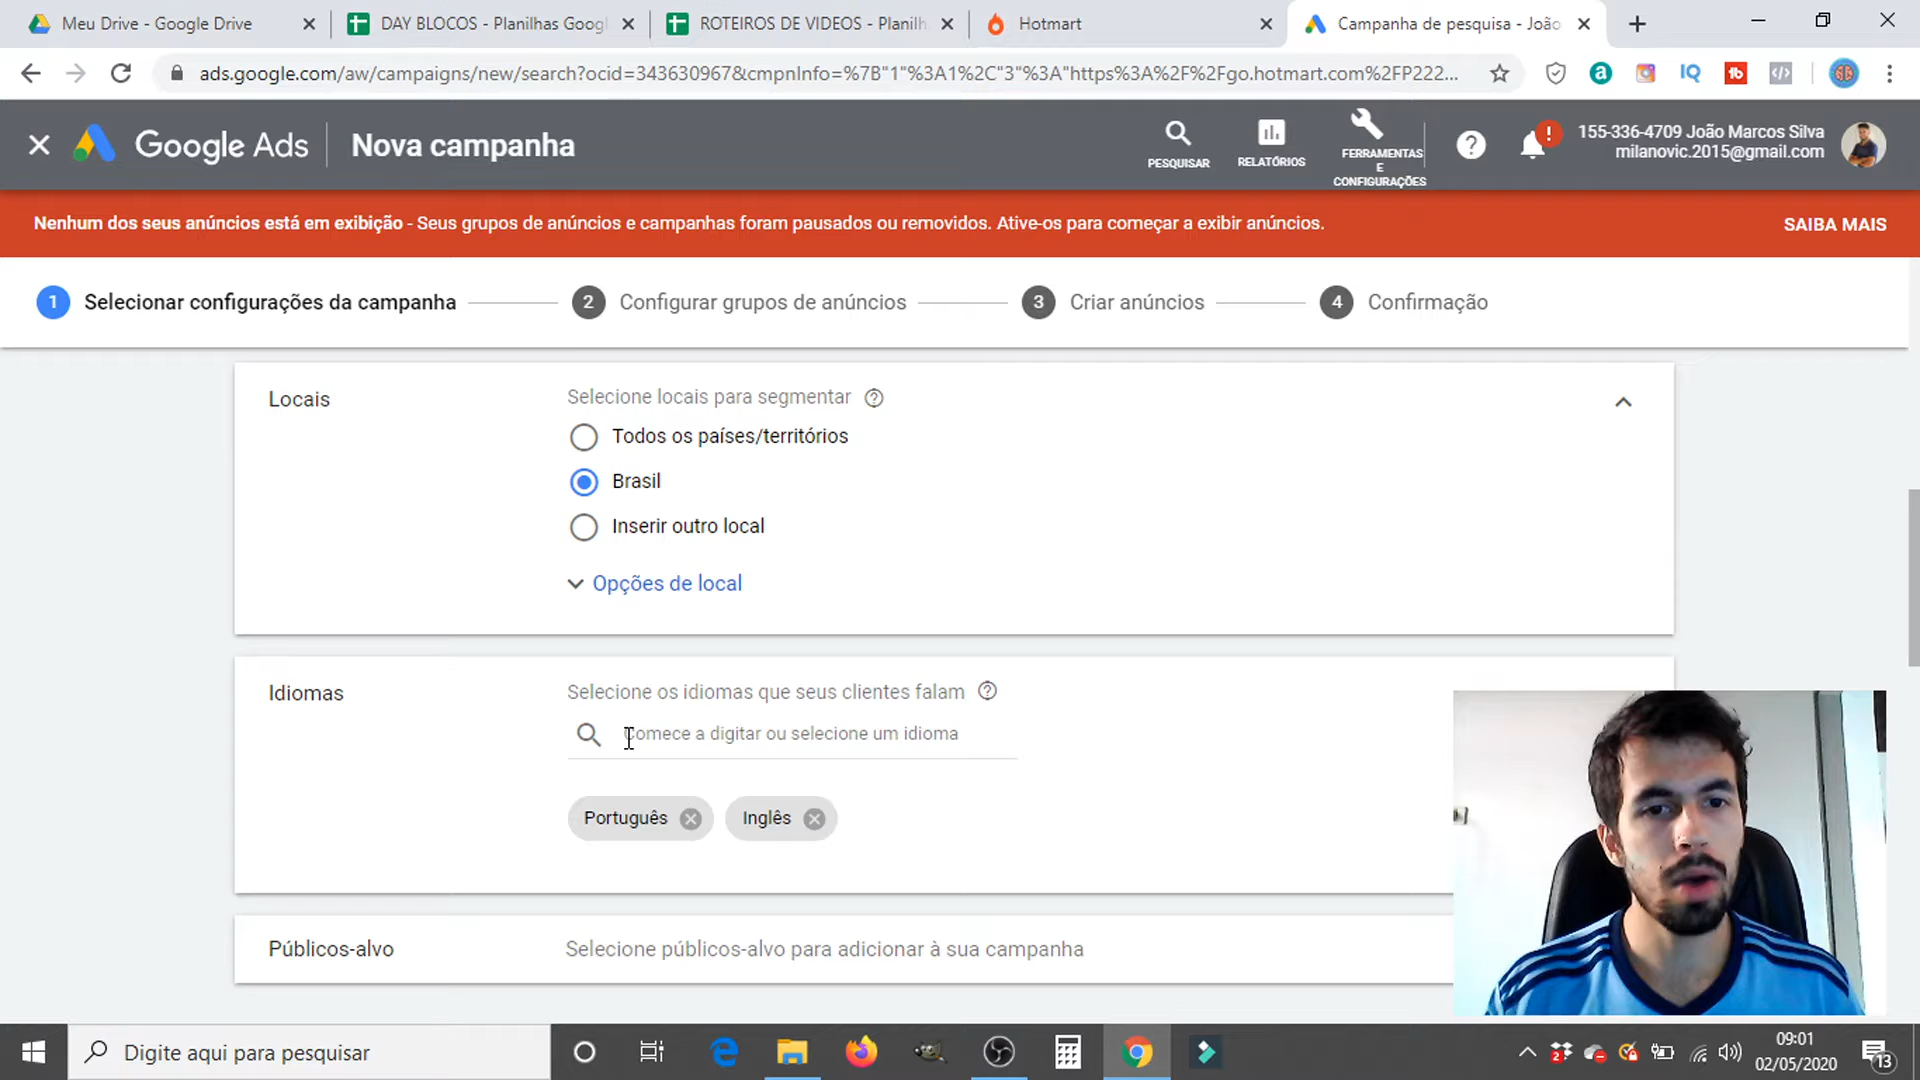 Meu Drive - Google Drive
DAY BLOCOS - Planilhas Goog
ROTEIROS DE VIDEOS - Planilh
Hotmart
Campanha de pesquisa - João
ads.google.com/aw/campaigns/new/search?ocid=343630967&cmpnInfo=%7B"1"%3A1%2C"3"%3A"https%3A%2F%2Fgo.hotmart.com%2FP222...
a
IQ
tb
Google Ads
Nova campanha
PESQUISAR
RELATÓRIOS
FERRAMENTAS
E
CONFIGURAÇÕES
?
!
155-336-4709 João Marcos Silva
milanovic.2015@gmail.com
Nenhum dos seus anúncios está em exibição - Seus grupos de anúncios e campanhas foram pausados ou removidos. Ative-os para começar a exibir anúncios.
SAIBA MAIS
1 Selecionar configurações da campanha
2 Configurar grupos de anúncios
3 Criar anúncios
4 Confirmação
Locais
Selecione locais para segmentar ?
Todos os países/territórios
Brasil
Inserir outro local
Opções de local
Idiomas
Selecione os idiomas que seus clientes falam ?
Comece a digitar ou selecione um idioma
Português
Inglês
Públicos-alvo
Selecione públicos-alvo para adicionar à sua campanha
Digite aqui para pesquisar
2
09:01
02/05/2020
13